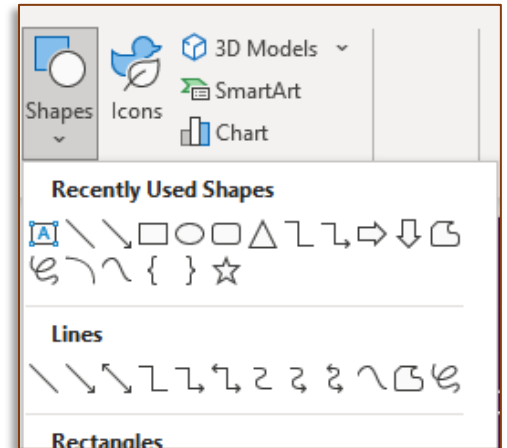 3D Models
SmartArt
Shapes
Icons
Chart
Recently Used Shapes
A
Lines
Rectangles